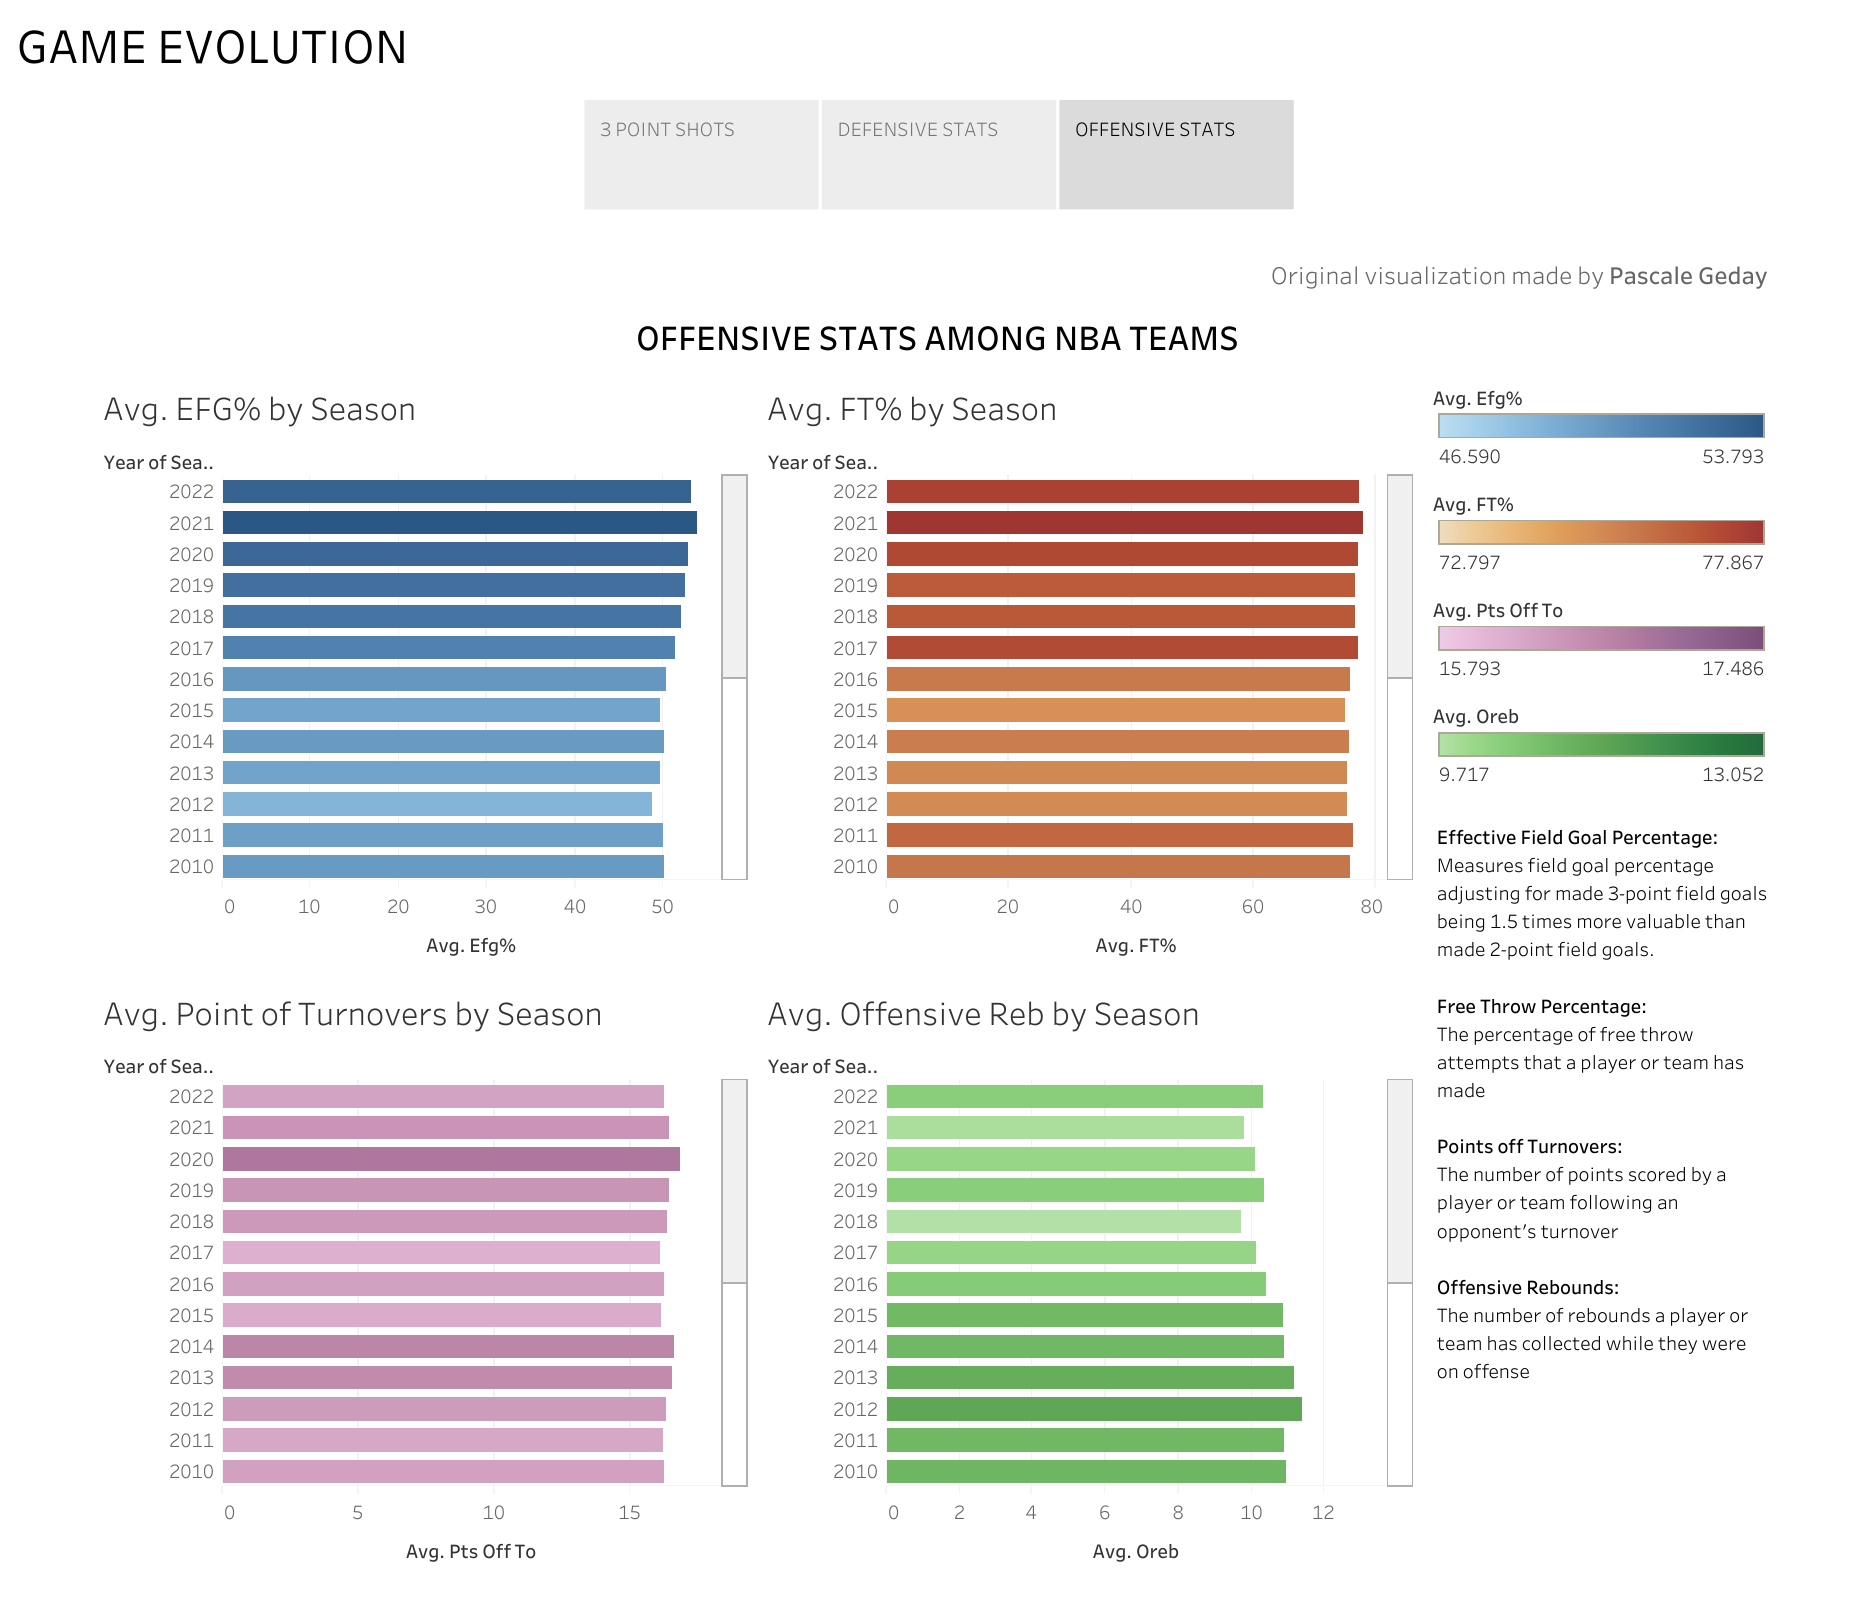 GAME EVOLUTION
3 POINT SHOTS
DEFENSIVE STATS
OFFENSIVE STATS
Original visualization made by Pascale Geday
OFFENSIVE STATS AMONG NBA TEAMS
Avg. EFG% by Season
Year of Sea..
2022
2021
2020
2019
2018
2017
2016
2015
2014
2013
2012
2011
2010
0 10 20 30 40 50
Avg. Efg%
Avg. FT% by Season
Year of Sea..
2022
2021
2020
2019
2018
2017
2016
2015
2014
2013
2012
2011
2010
0 20 40 60 80
Avg. FT%
Avg. Point of Turnovers by Season
Year of Sea..
2022
2021
2020
2019
2018
2017
2016
2015
2014
2013
2012
2011
2010
0 5 10 15
Avg. Pts Off To
Avg. Offensive Reb by Season
Year of Sea..
2022
2021
2020
2019
2018
2017
2016
2015
2014
2013
2012
2011
2010
0 2 4 6 8 10 12
Avg. Oreb
Avg. Efg%
46.590 53.793
Avg. FT%
72.797 77.867
Avg. Pts Off To
15.793 17.486
Avg. Oreb
9.717 13.052
Effective Field Goal Percentage:
Measures field goal percentage
adjusting for made 3-point field goals
being 1.5 times more valuable than
made 2-point field goals.
Free Throw Percentage:
The percentage of free throw
attempts that a player or team has
made
Points off Turnovers:
The number of points scored by a
player or team following an
opponent's turnover
Offensive Rebounds:
The number of rebounds a player or
team has collected while they were
on offense